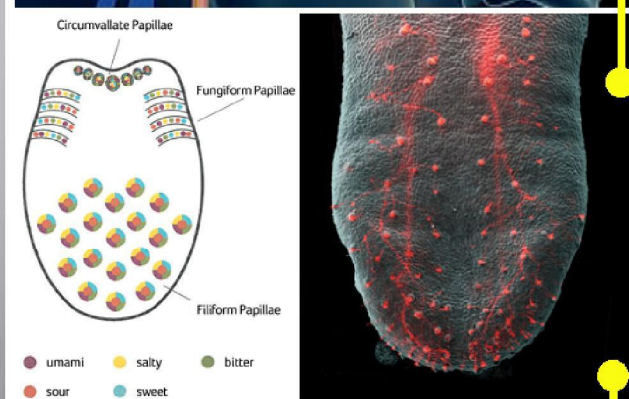 Circumvallate Papillae
Fungiform Papillae
Filiform Papillae
umami
salty
bitter
sour
sweet